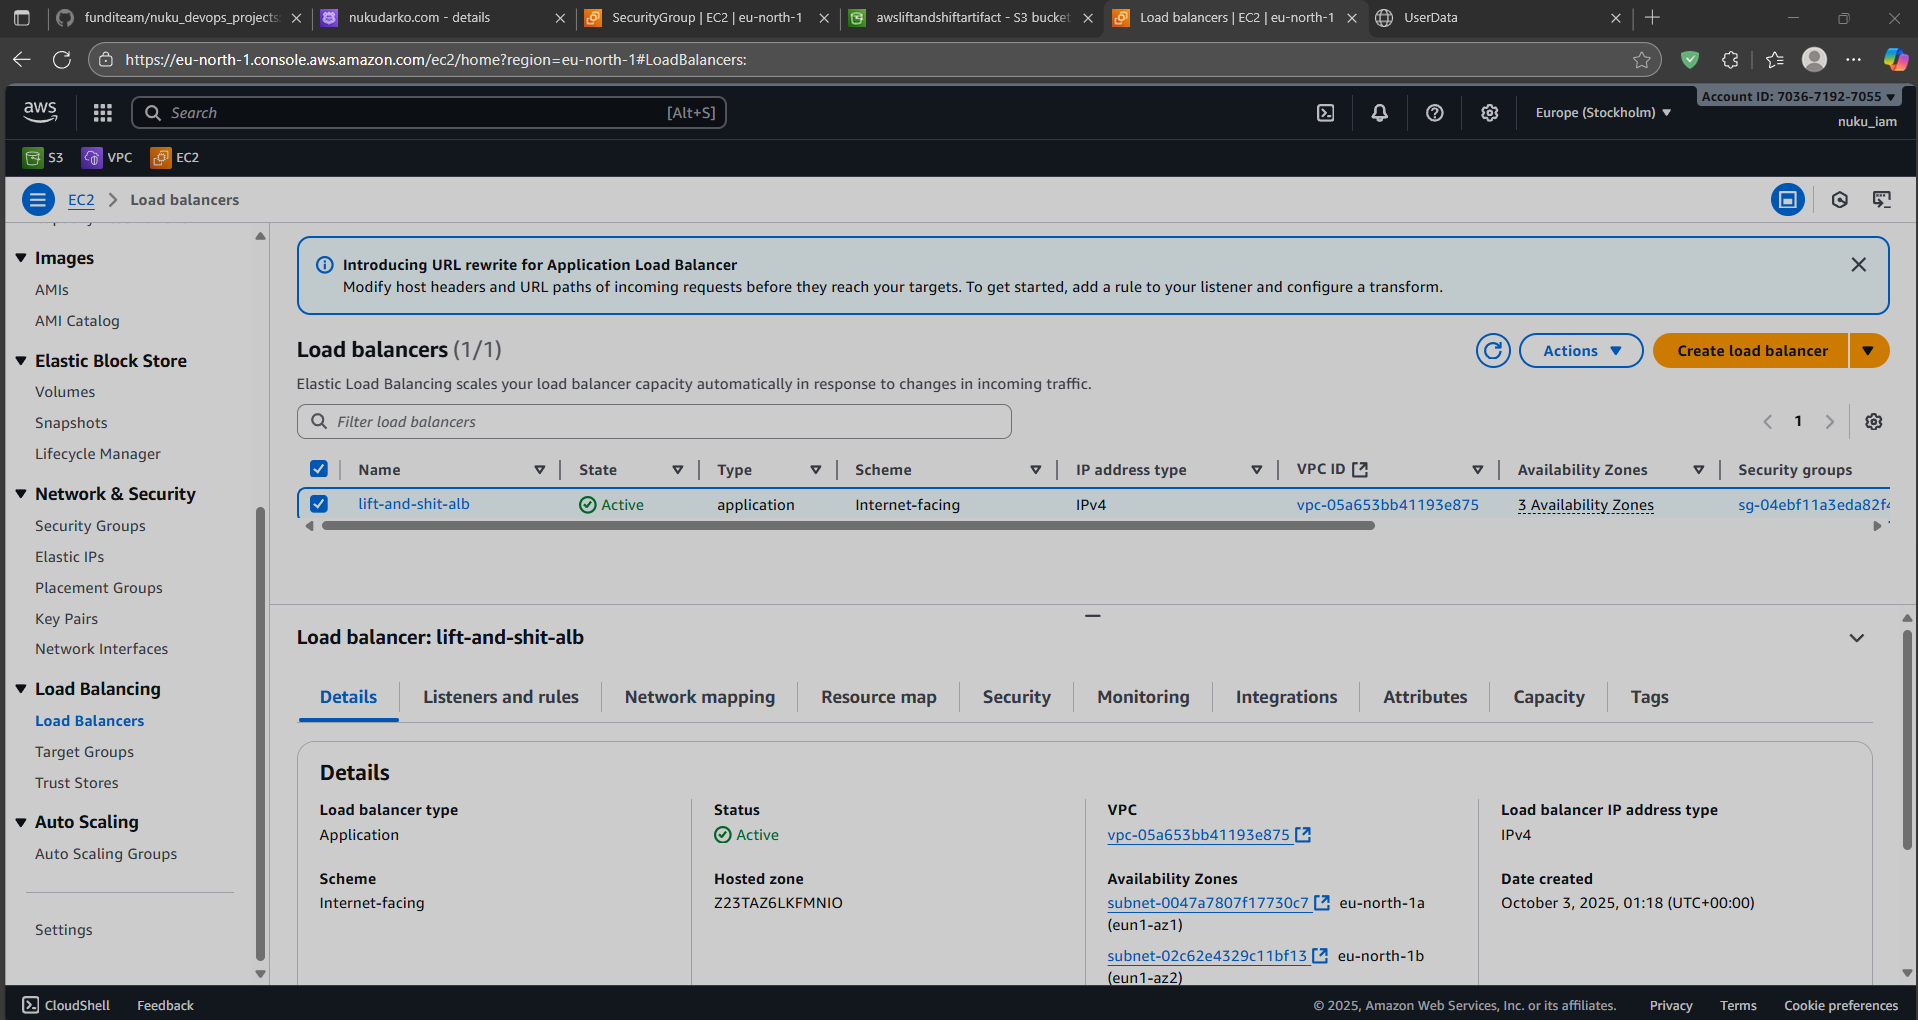 funditeam/nuku_devops_projects
nukudarko.com - details
SecurityGroup | EC2 | eu-north-1
awsliftandshiftartifact - S3 bucket
Load balancers | EC2 | eu-north-1
UserData
https://eu-north-1.console.aws.amazon.com/ec2/home?region=eu-north-1#LoadBalancers:
aws
Search
[Alt+S]
Europe (Stockholm)
Account ID: 7036-7192-7055
nuku_iam
S3
VPC
EC2
EC2
Load balancers
Images
AMIs
AMI Catalog
Elastic Block Store
Volumes
Snapshots
Lifecycle Manager
Network & Security
Security Groups
Elastic IPs
Placement Groups
Key Pairs
Network Interfaces
Load Balancing
Load Balancers
Target Groups
Trust Stores
Auto Scaling
Auto Scaling Groups
Settings
Introducing URL rewrite for Application Load Balancer
Modify host headers and URL paths of incoming requests before they reach your targets. To get started, add a rule to your listener and configure a transform.
Load balancers (1/1)
Actions
Create load balancer
Elastic Load Balancing scales your load balancer capacity automatically in response to changes in incoming traffic.
Filter load balancers
1
Name State Type Scheme IP address type VPC ID Availability Zones Security groups
lift-and-shit-alb Active application Internet-facing IPv4 vpc-05a653bb41193e875 3 Availability Zones sg-04ebf11a3eda82f4
Load balancer: lift-and-shit-alb
Details Listeners and rules Network mapping Resource map Security Monitoring Integrations Attributes Capacity Tags
Details
Load balancer type
Application
Scheme
Internet-facing
Status
Active
Hosted zone
Z23TAZ6LKFMNIO
VPC
vpc-05a653bb41193e875
Availability Zones
subnet-0047a7807f17730c7 eu-north-1a
(eun1-az1)
subnet-02c62e4329c11bf13 eu-north-1b
(eun1-az2)
Load balancer IP address type
IPv4
Date created
October 3, 2025, 01:18 (UTC+00:00)
CloudShell
Feedback
© 2025, Amazon Web Services, Inc. or its affiliates.
Privacy
Terms
Cookie preferences